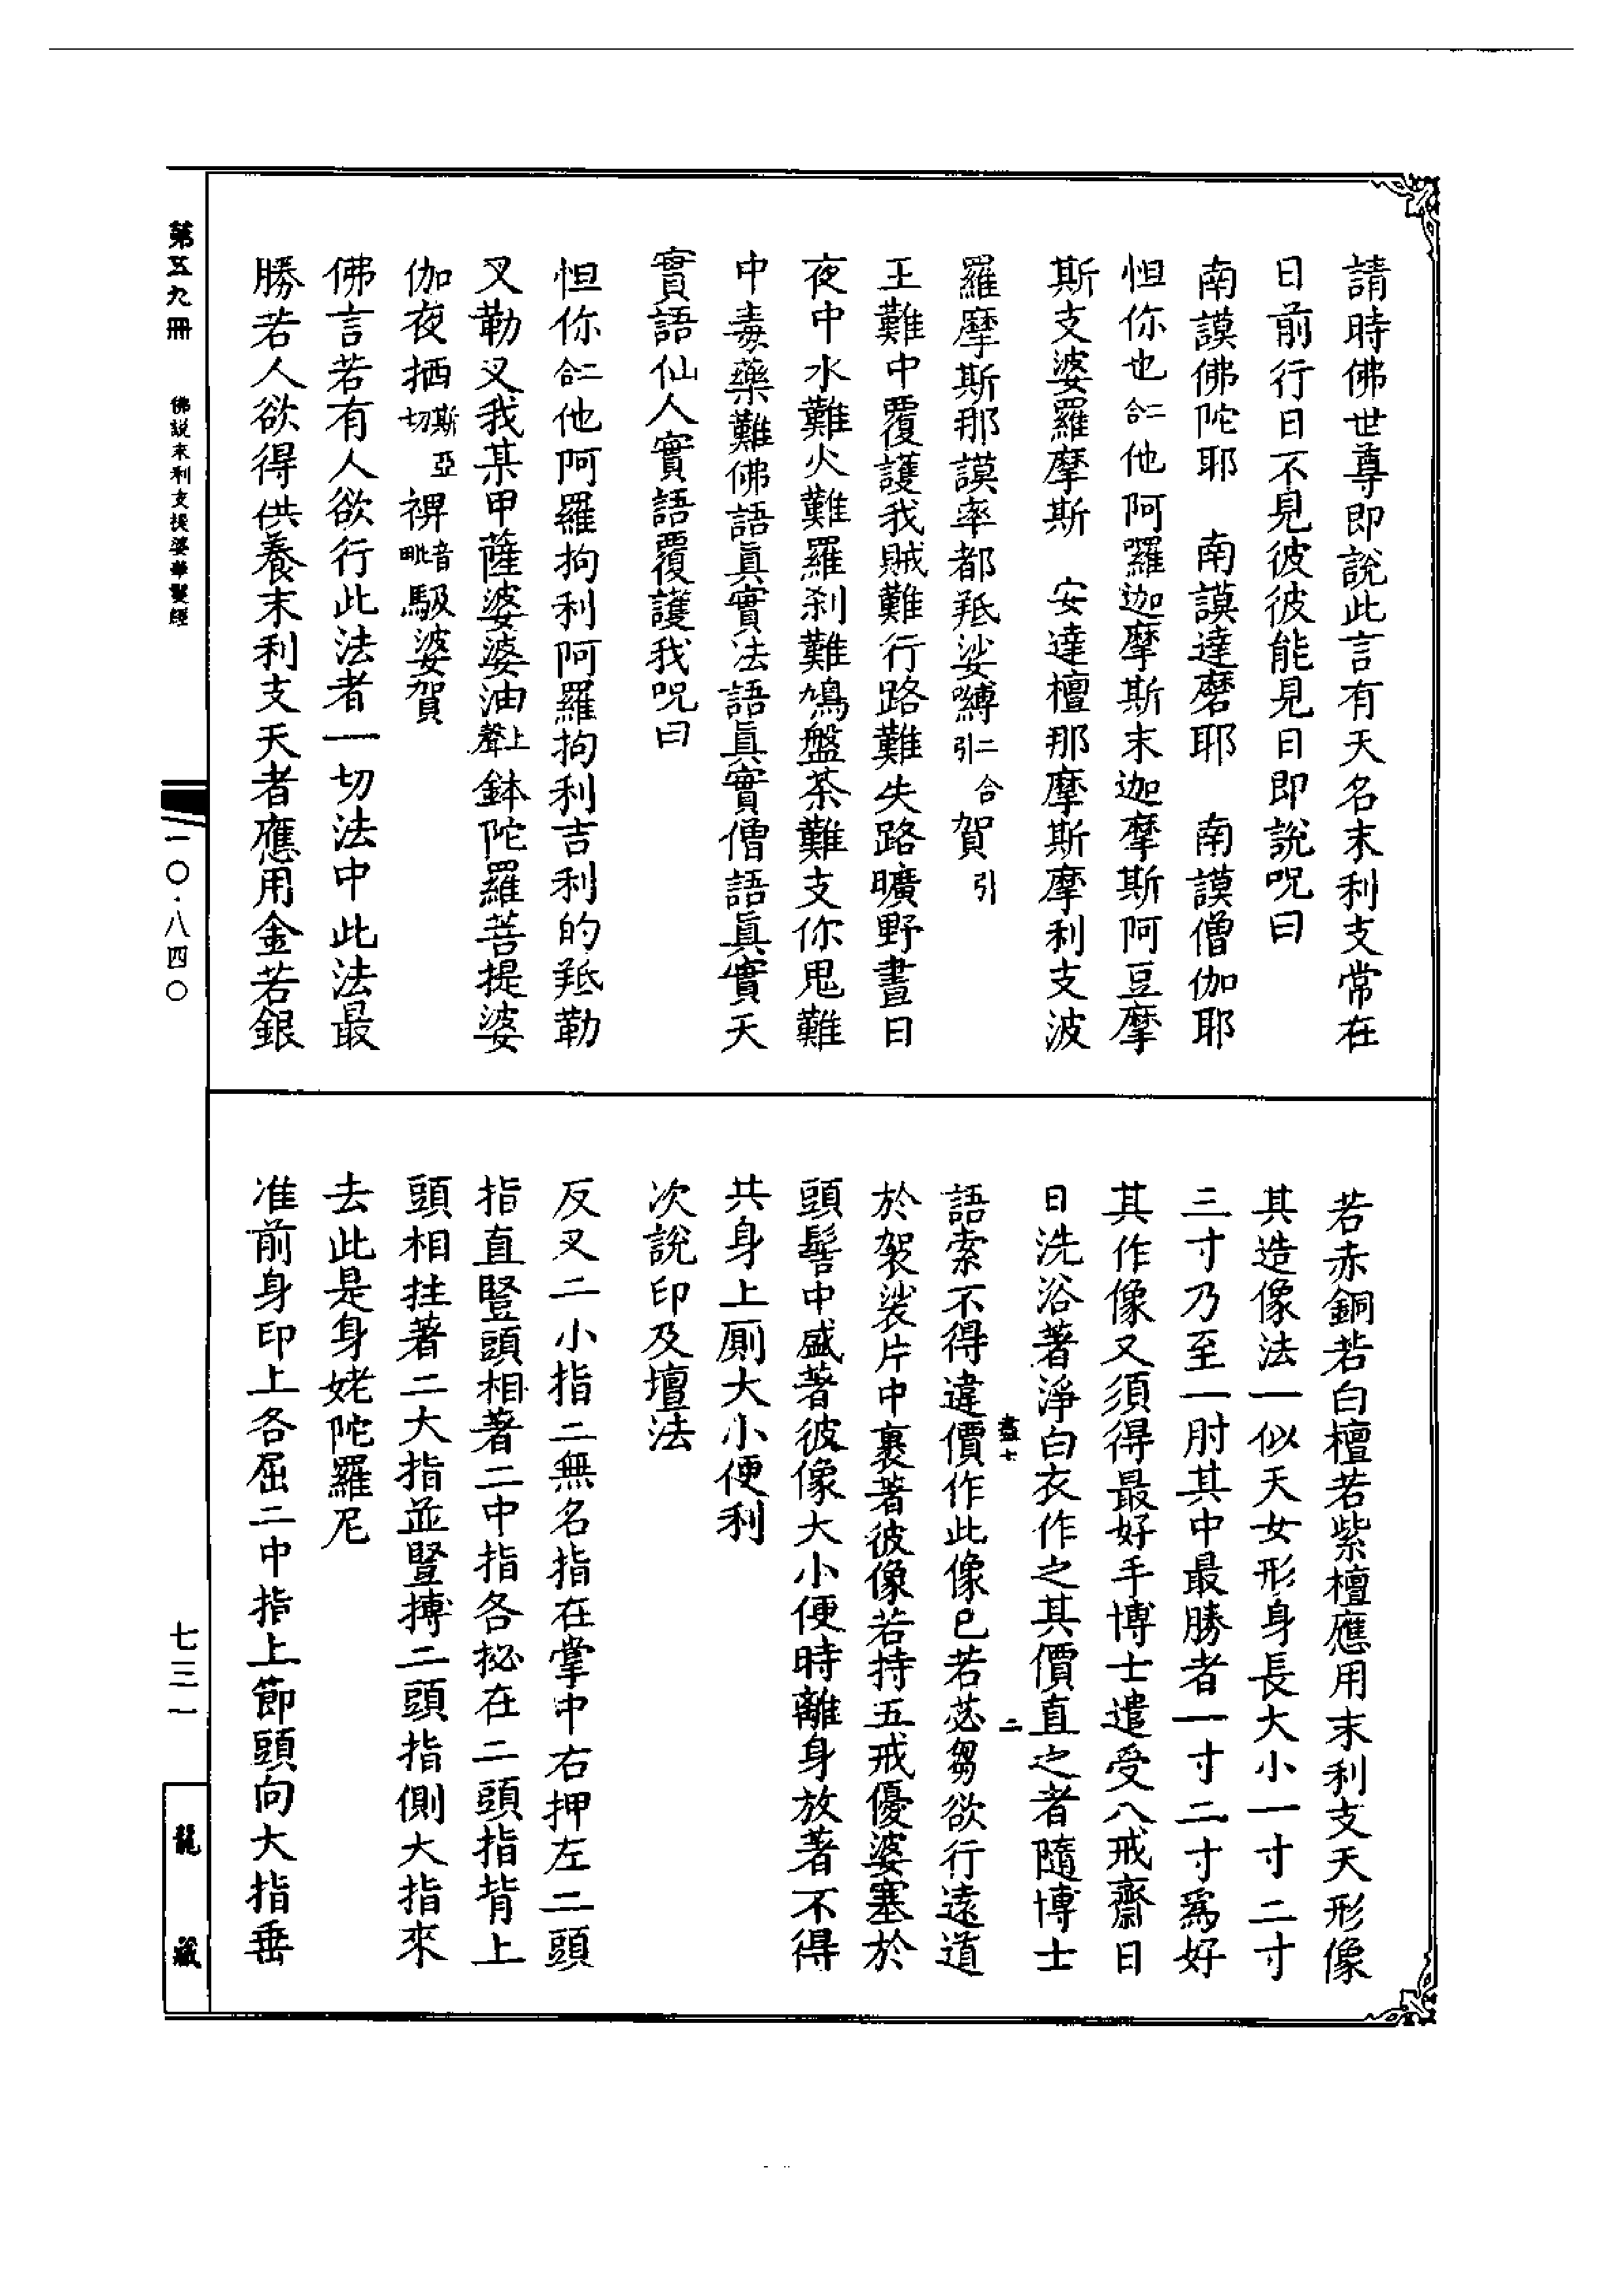 請時佛世尊即說此言有天名末利支常在
日前行日不見彼彼能見日即說呪曰
南謨佛陀耶　南謨達磨耶　南謨僧伽耶
怛你也二合他阿囉迦摩斯末迦摩斯阿豆摩
斯支婆羅摩斯　安達檀那摩斯摩利支波
羅摩斯那謨率都羝娑嚩二合引賀引
王難中覆護我賊難行路難失路曠野晝日
夜中水難火難羅刹難鳩盤茶難支你鬼難
中毒藥難佛語眞實法語眞實僧語眞實天
實語仙人實語覆護我呪曰
怛你二合他阿羅拘利阿羅拘利吉利的羝勒
叉勒叉我某甲薩婆婆油上聲鉢陀羅菩提婆
伽夜拪斯亞切裨音毗馺婆賀
佛言若有人欲行此法者一切法中此法最
勝若人欲得供養末利支天者應用金若銀
若赤銅若白檀若紫檀應用末利支天形像
其造像法一似天女形身長大小一寸二寸
三寸乃至一肘其中最勝者一寸二寸爲好
其作像又須得最好手博士遣受八戒齋日
日洗浴著淨白衣作之其價直之者隨博士
語索不得違價作此像已若苾芻欲行遠道
於袈裟片中裹著彼像若持五戒優婆塞於
頭髻中盛著彼像大小便時離身放著不得
共身上厠大小便利
次說印及壇法
反叉二小指二無名指在掌中右押左二頭
指直豎頭相著二中指各拟在二頭指背上
頭相拄著二大指並豎搏二頭指側大指來
去此是身姥陀羅尼
准前身印上各屈二中指上節頭向大指垂
二
第五九冊　佛說末利支提婆華鬘經
一〇·八四〇
七三一
龍藏